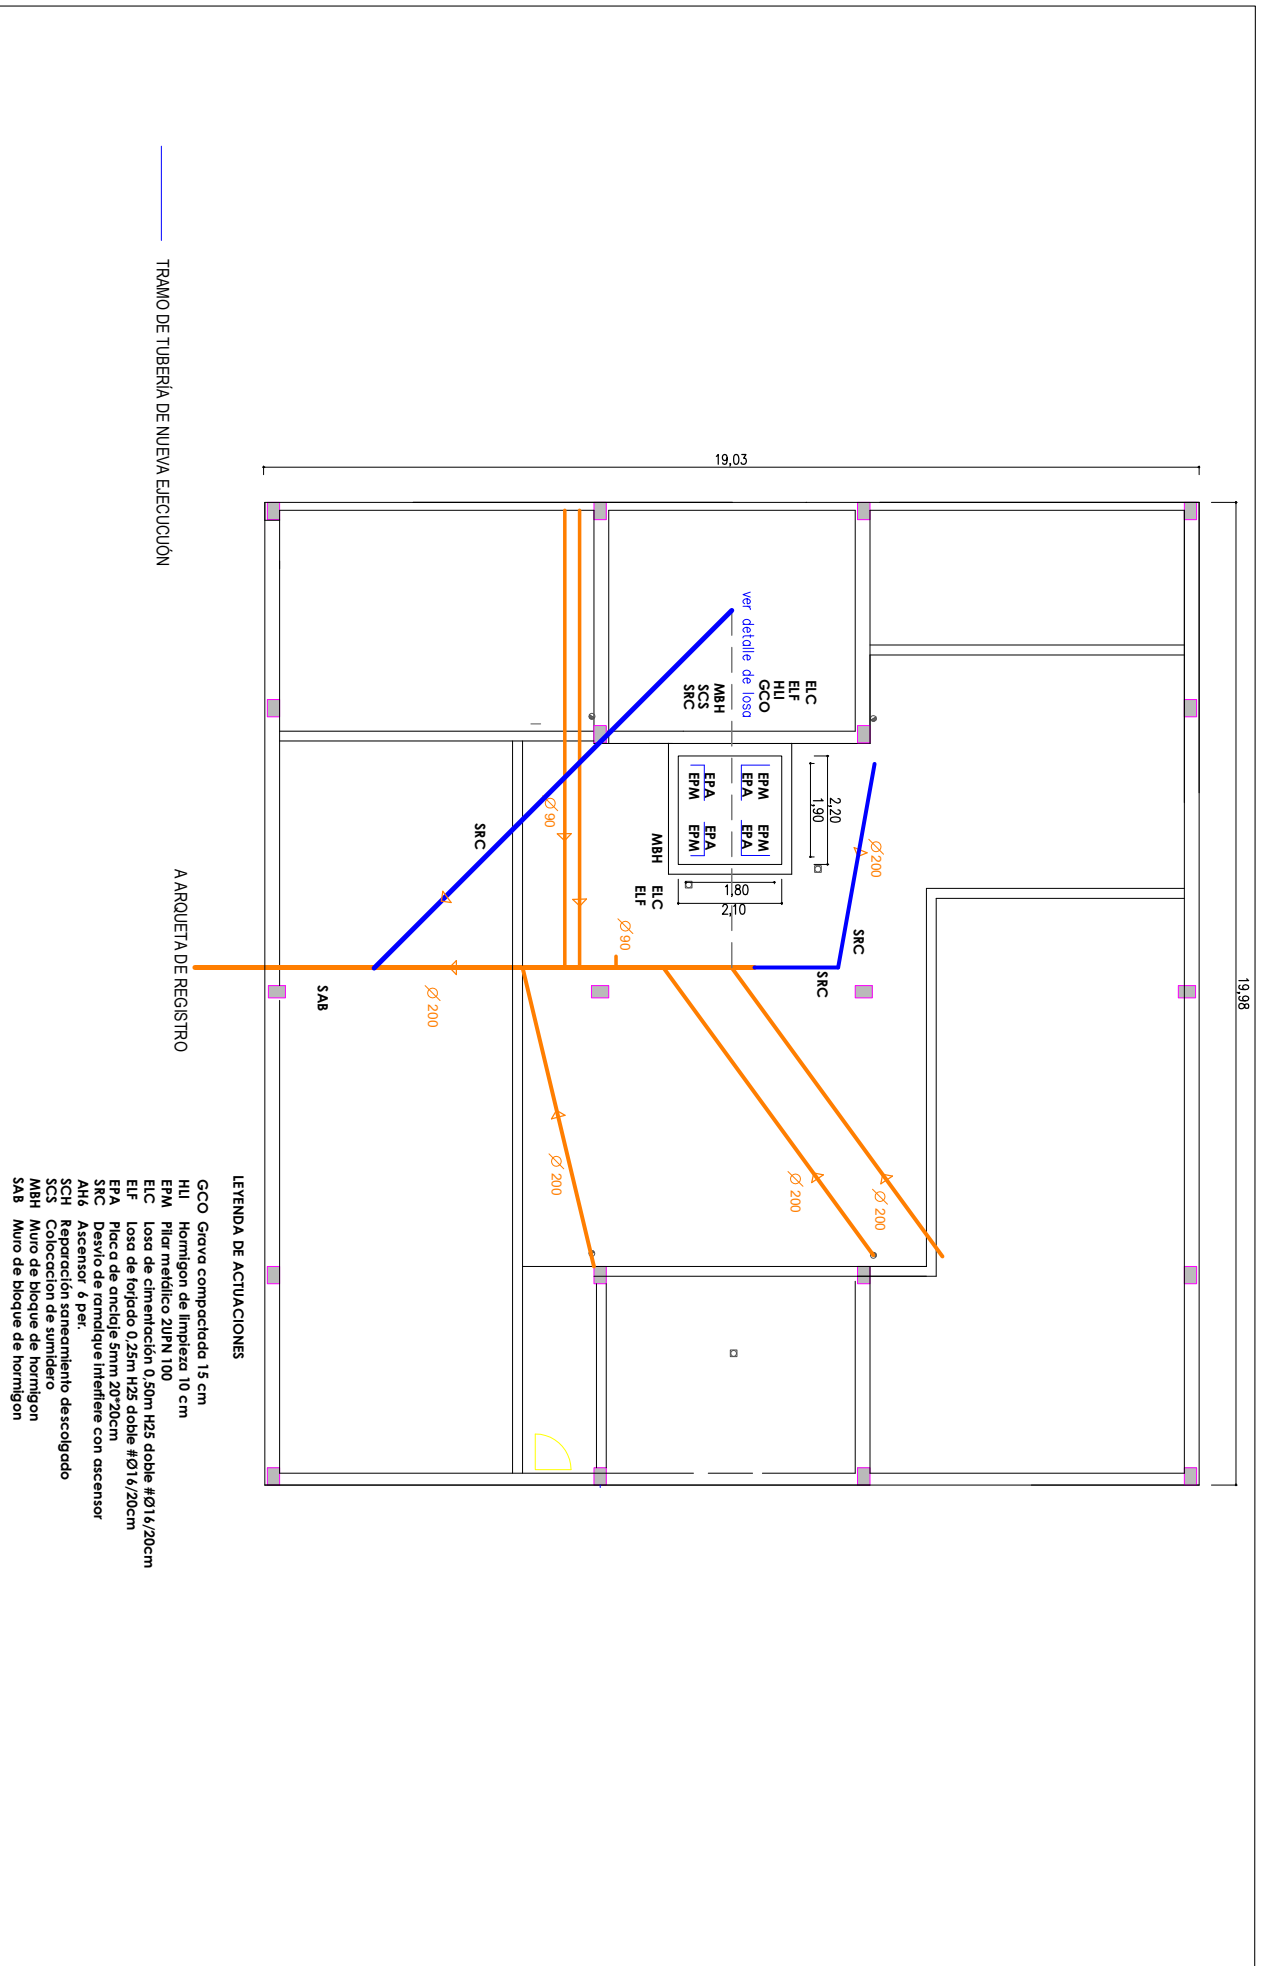 19,98
19,03
ver detalle de losa
ELC
ELF
HLI
GCO
MBH
SCS
SRC
2,20
1,90
EPM
EPA
EPM
EPA
EPA
EPM
EPA
EPM
1,80
2,10
MBH
ELC
ELF
Ø 200
SRC
SRC
Ø 90
Ø 90
SRC
Ø 200
SAB
Ø 200
Ø 200
Ø 200
TRAMO DE TUBERÍA DE NUEVA EJECUCUÓN
A ARQUETA DE REGISTRO
LEYENDA DE ACTUACIONES
GCO Grava compactada 15 cm
HLI Hormigon de limpieza 10 cm
EPM Pilar metálico 2UPN 100
ELC Losa de cimentación 0,50m H25 doble #Ø16/20cm
ELF Losa de forjado 0,25m H25 doble #Ø16/20cm
EPA Placa de anclaje 5mm 20*20cm
SRC Desvio de ramalque interfiere con ascensor
AH6 Ascensor 6 per.
SCH Reparación saneamiento descolgado
SCS Colocacion de sumidero
MBH Muro de bloque de hormigon
SAB Muro de bloque de hormigon